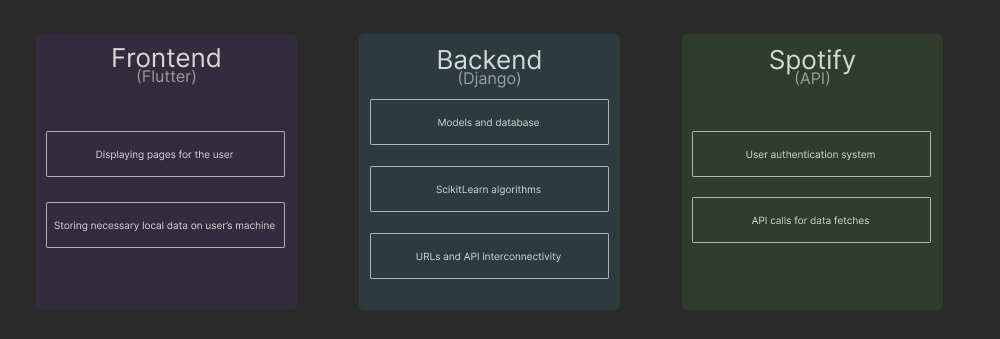 Frontend
(Flutter)
Displaying pages for the user
Storing necessary local data on user's machine
Backend
(Django)
Models and database
ScikitLearn algorithms
URLs and API interconnectivity
Spotify
(API)
User authentication system
API calls for data fetches